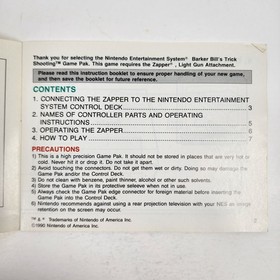 Thank you for selecting the Nintendo Entertainment System® Barker Bill's Trick
Shooting™ Game Pak. This game requires the Zapper®, Light Gun Attachment.
Please read this instruction booklet to ensure proper handling of your new game,
and then save the booklet for future reference.
CONTENTS
1. CONNECTING THE ZAPPER TO THE NINTENDO ENTERTAINMENT
SYSTEM CONTROL DECK 3
2. NAMES OF CONTROLLER PARTS AND OPERATING
INSTRUCTIONS 5
3. OPERATING THE ZAPPER 6
4. HOW TO PLAY 7
PRECAUTIONS
1) This is a high precision Game Pak. It should not be stored in places that are very hot or
cold. Never hit it or drop it. Do not take it apart.
2) Avoid touching the connectors. Do not get them wet or dirty. Doing so may damage the
Game Pak and/or the Control Deck.
3) Do not clean with benzene, paint thinner, alcohol or other such solvents.
4) Store the Game Pak in its protective sleeve when not in use.
5) Always check the Game Pak edge connector for foreign material before inserting the
Game Pak into the Control Deck.
6) Nintendo recommends against using a rear projection television with your NES as image
retention on the screen may occur.
™ & ® Trademarks of Nintendo of America Inc.
©1990 Nintendo of America Inc.